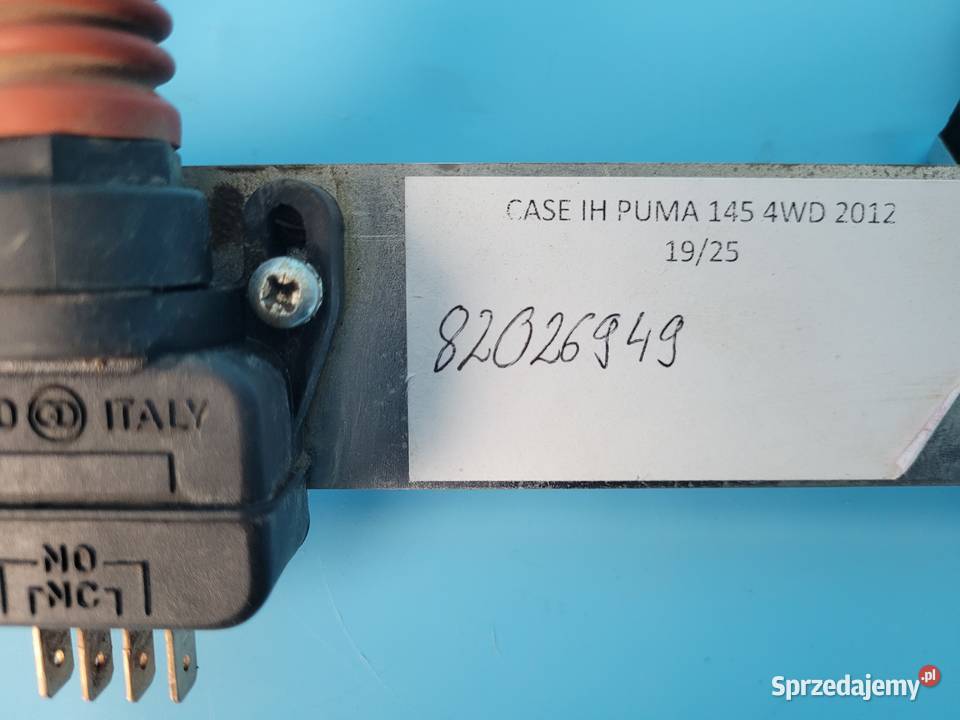 CASE IH PUMA 145 4WD 2012
19/25
82026949
ITALY
NO
NC
Sprzedajemy.pl